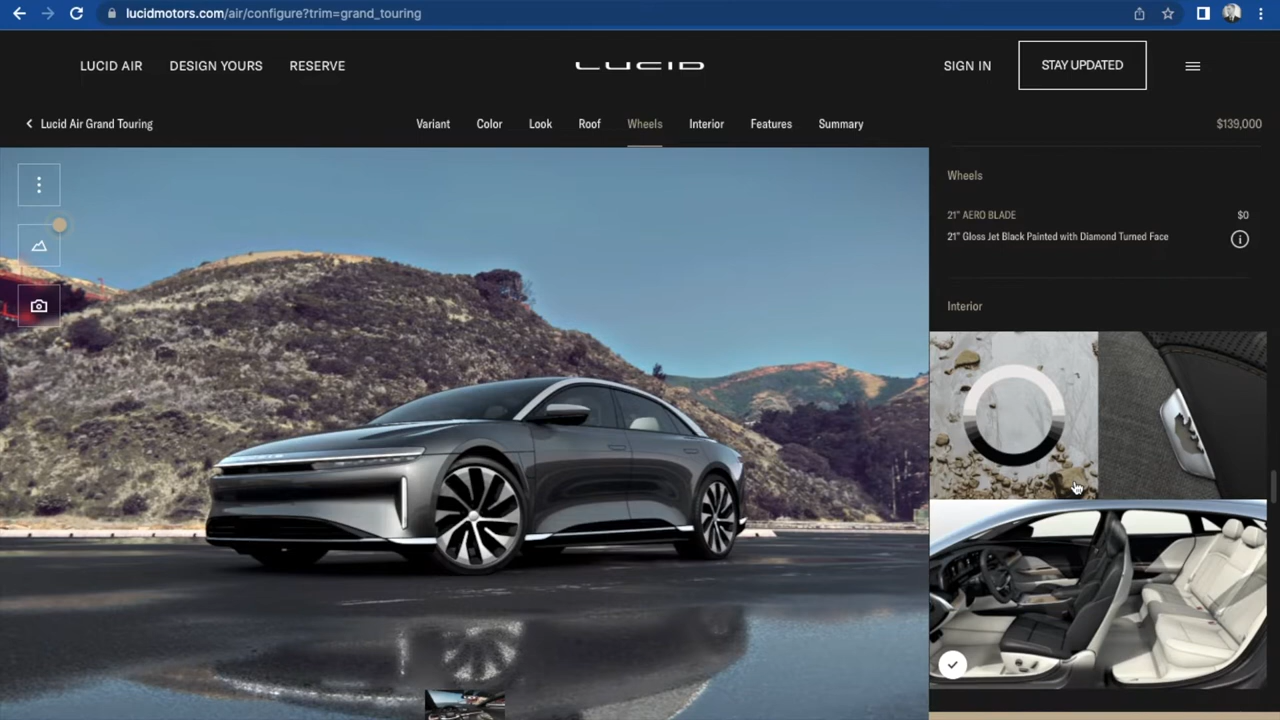 lucidmotors.com/air/configure?trim=grand_touring
LUCID AIR DESIGN YOURS RESERVE LUCID SIGN IN STAY UPDATED
Lucid Air Grand Touring Variant Color Look Roof Wheels Interior Features Summary $139,000
Wheels
21" AERO BLADE $0
21" Gloss Jet Black Painted with Diamond Turned Face
Interior